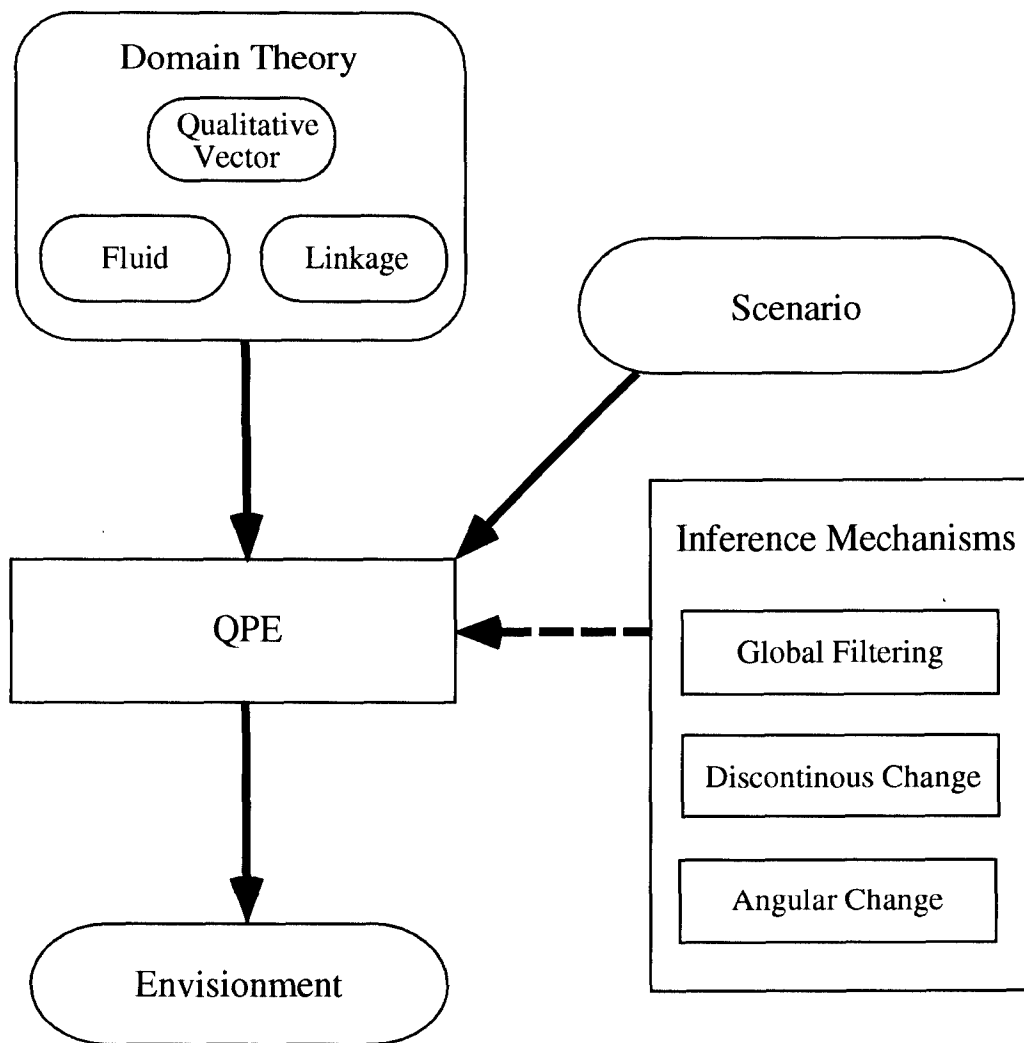 Domain Theory
Qualitative
Vector
Fluid
Linkage
Scenario
Inference Mechanisms
QPE
Global Filtering
Discontinous Change
Angular Change
Envisionment